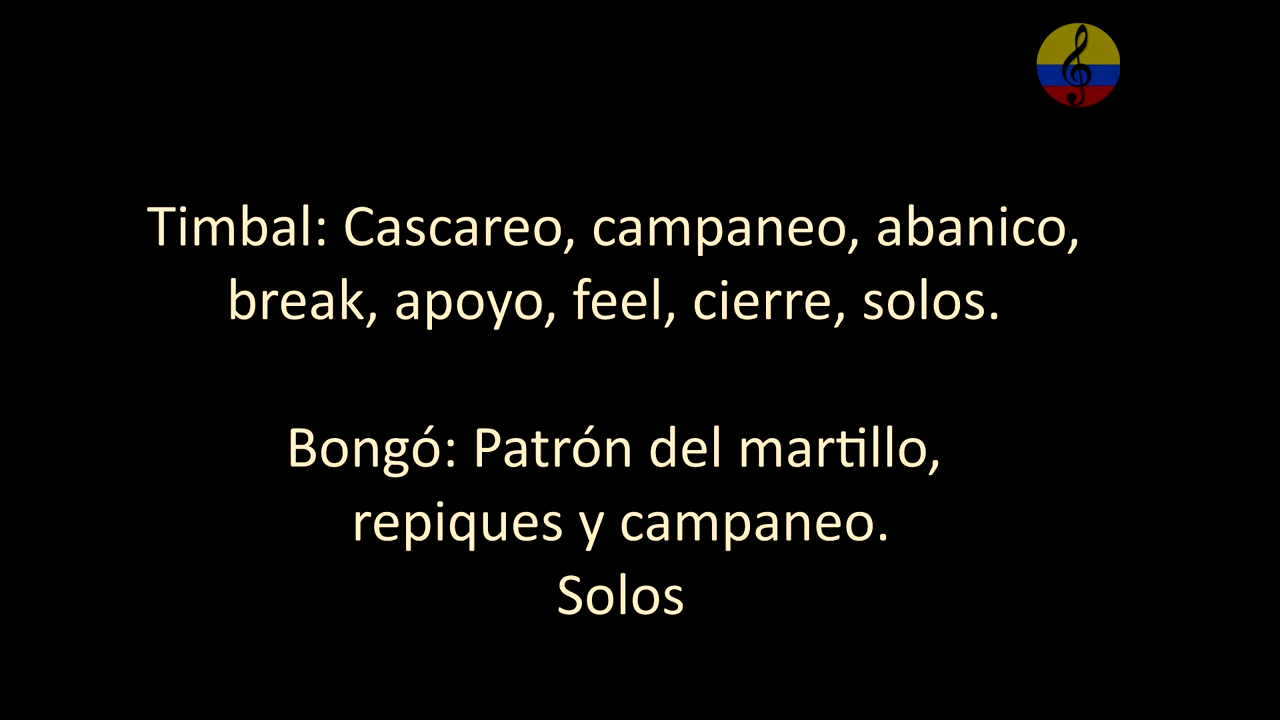 Timbal: Cascareo, campaneo, abanico,
break, apoyo, feel, cierre, solos.
Bongó: Patrón del martillo,
repiques y campaneo.
Solos